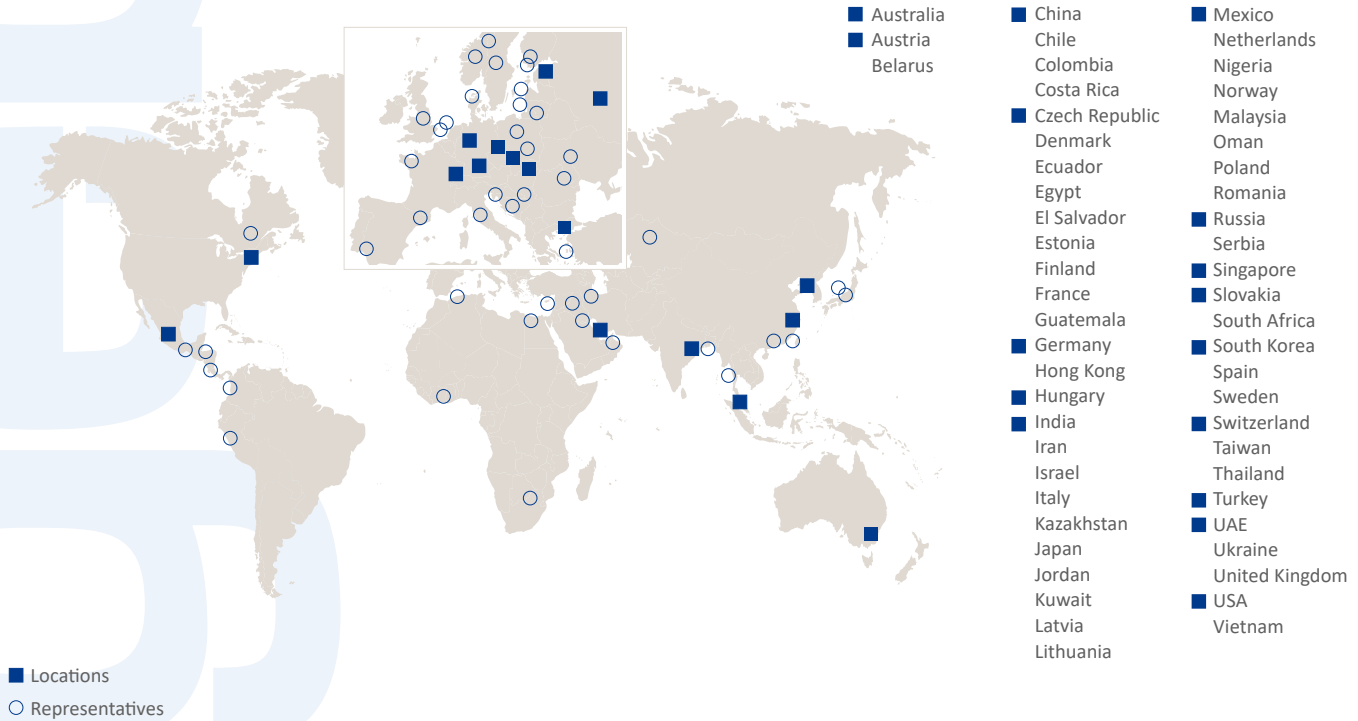 Australia
Austria
Belarus
China
Chile
Colombia
Costa Rica
Czech Republic
Denmark
Ecuador
Egypt
El Salvador
Estonia
Finland
France
Guatemala
Germany
Hong Kong
Hungary
India
Iran
Israel
Italy
Kazakhstan
Japan
Jordan
Kuwait
Latvia
Lithuania
Mexico
Netherlands
Nigeria
Norway
Malaysia
Oman
Poland
Romania
Russia
Serbia
Singapore
Slovakia
South Africa
South Korea
Spain
Sweden
Switzerland
Taiwan
Thailand
Turkey
UAE
Ukraine
United Kingdom
USA
Vietnam
Locations
Representatives